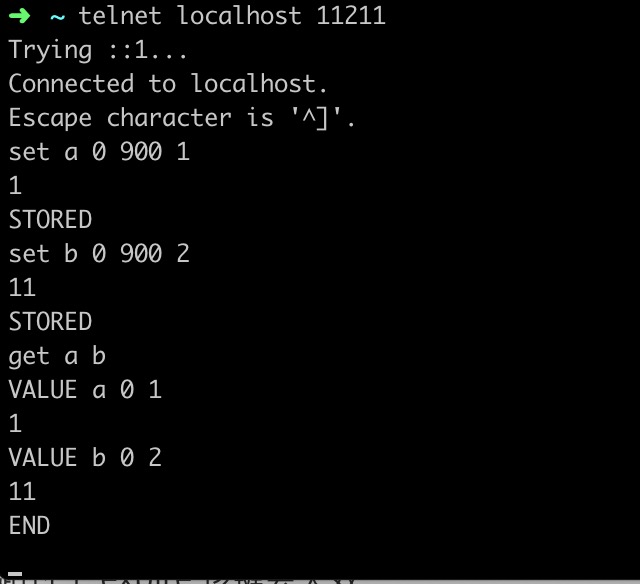 ➜ ~ telnet localhost 11211
Trying ::1...
Connected to localhost.
Escape character is '^]'.
set a 0 900 1
1
STORED
set b 0 900 2
11
STORED
get a b
VALUE a 0 1
1
VALUE b 0 2
11
END